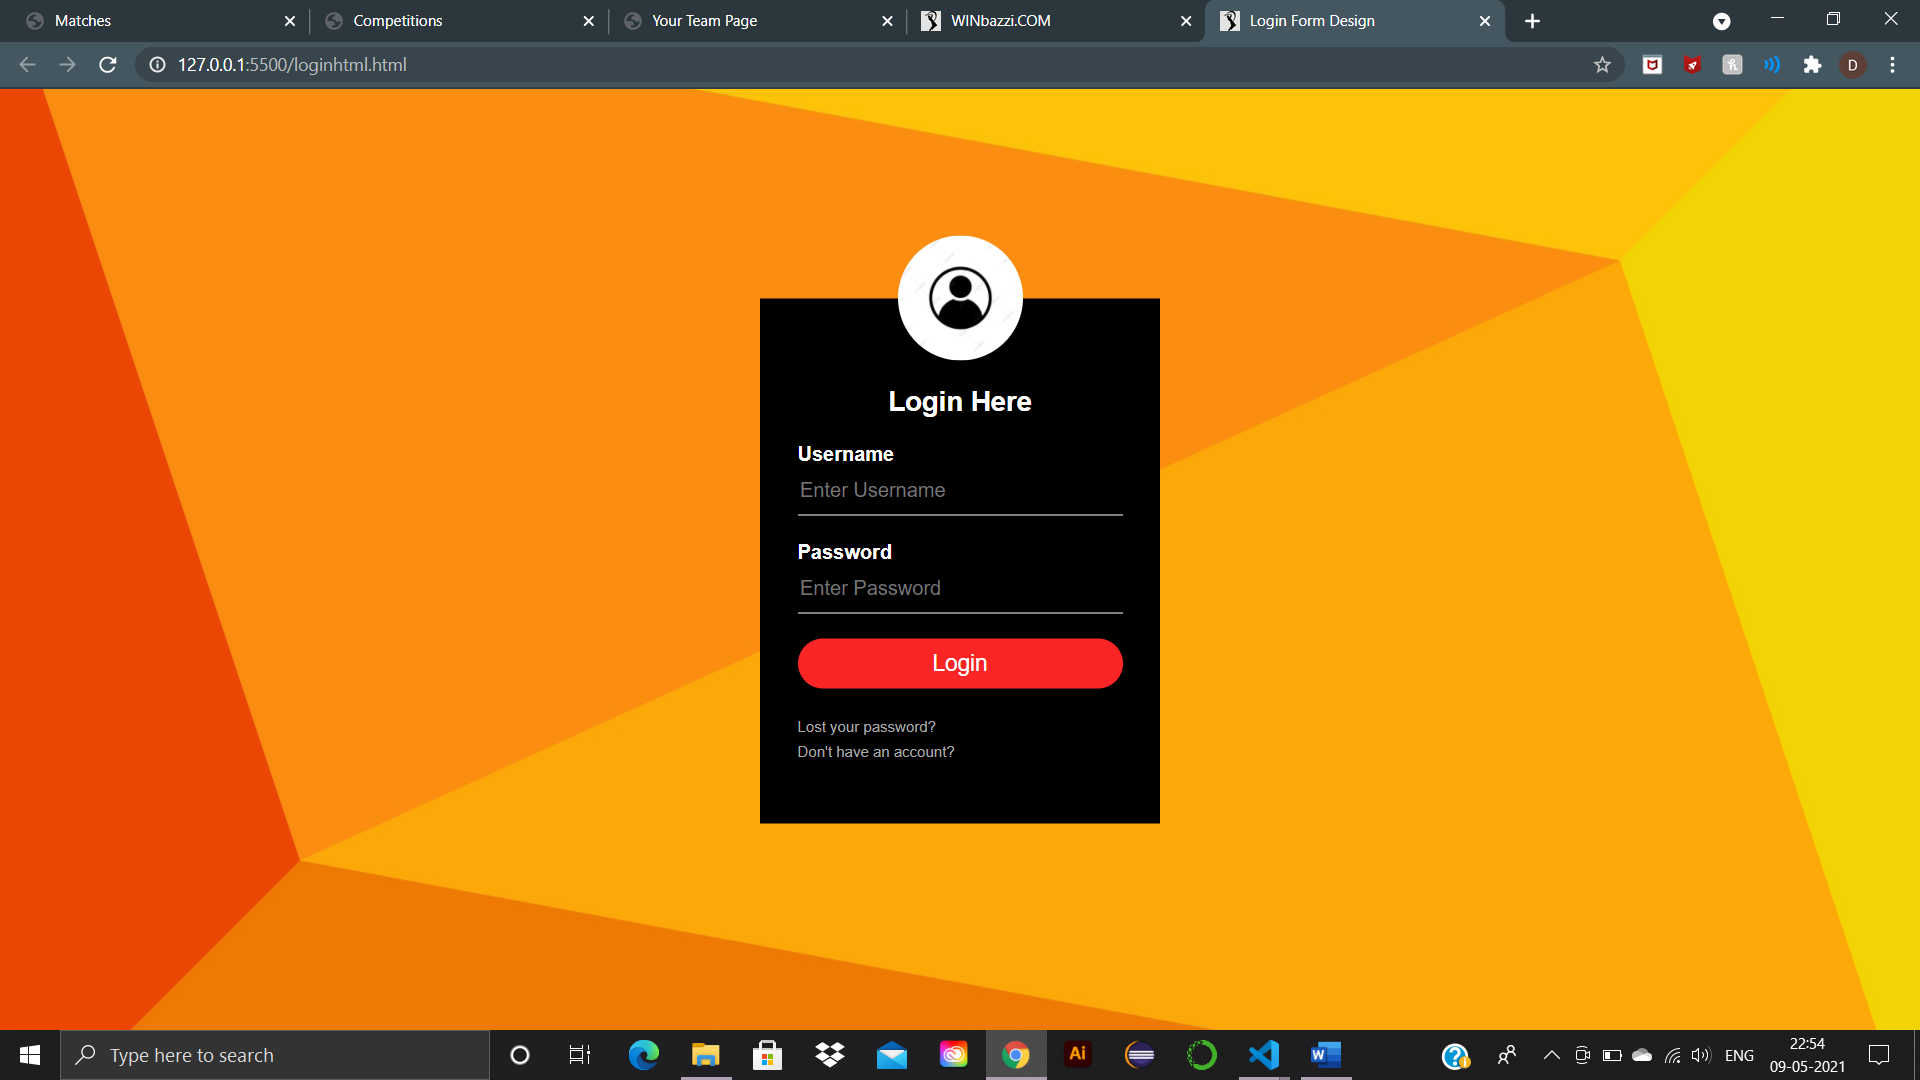 Matches
Competitions
Your Team Page
WINbazzi.COM
Login Form Design
127.0.0.1:5500/loginhtml.html
D
Login Here
Username
Enter Username
Password
Enter Password
Login
Lost your password?
Don't have an account?
Type here to search
Ai
W
ENG
22:54
09-05-2021